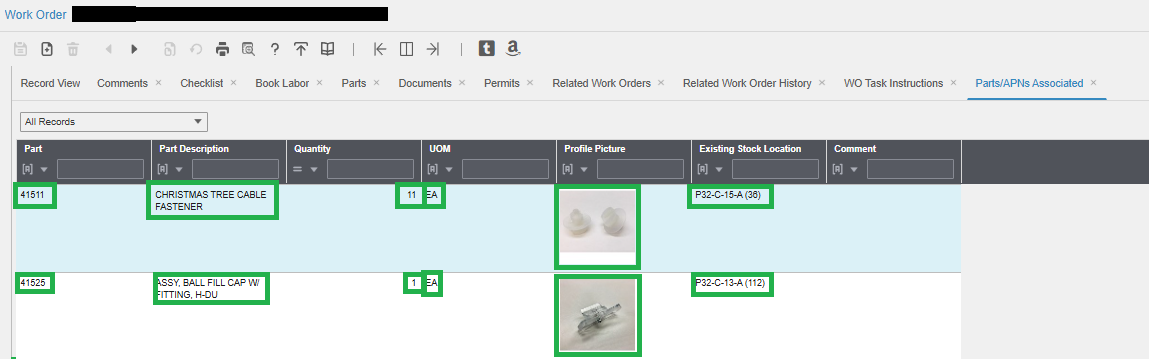 Work Order
?
t a
Record View Comments × Checklist × Book Labor × Parts × Documents × Permits × Related Work Orders × Related Work Order History × WO Task Instructions × Parts/APNs Associated ×
All Records
Part Part Description Quantity UOM Profile Picture Existing Stock Location Comment
[A] [A] = [A] [A] [A] [A]
41511 CHRISTMAS TREE CABLE 11 EA P32-C-15-A (36)
FASTENER
41525 ASSY, BALL FILL CAP W/ 1 EA P32-C-13-A (112)
FITTING, H-DU